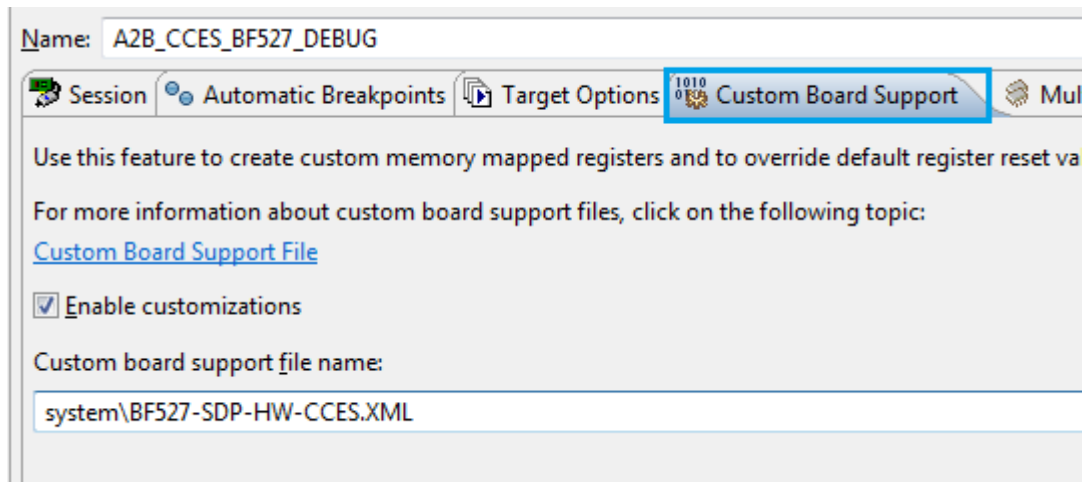 Name: A2B_CCES_BF527_DEBUG
Session Automatic Breakpoints Target Options 1010 0 Custom Board Support Mul
Use this feature to create custom memory mapped registers and to override default register reset va
For more information about custom board support files, click on the following topic:
Custom Board Support File
Enable customizations
Custom board support file name:
system\BF527-SDP-HW-CCES.XML